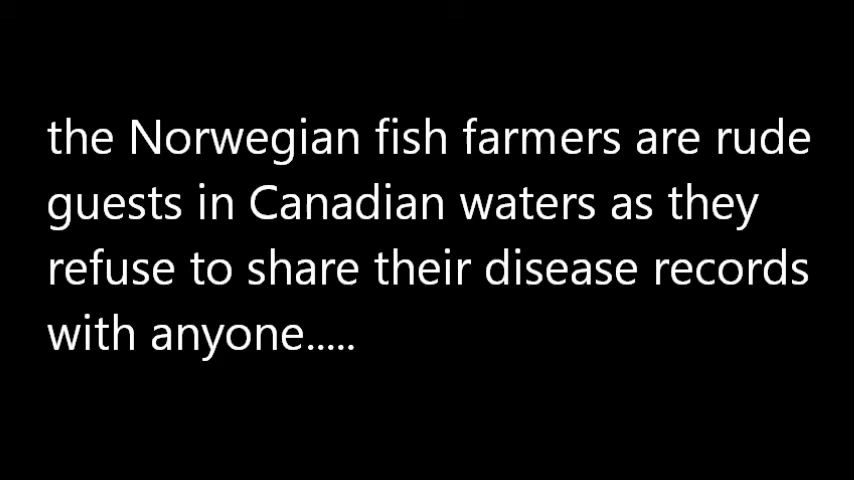 the Norwegian fish farmers are rude
guests in Canadian waters as they
refuse to share their disease records
with anyone.....